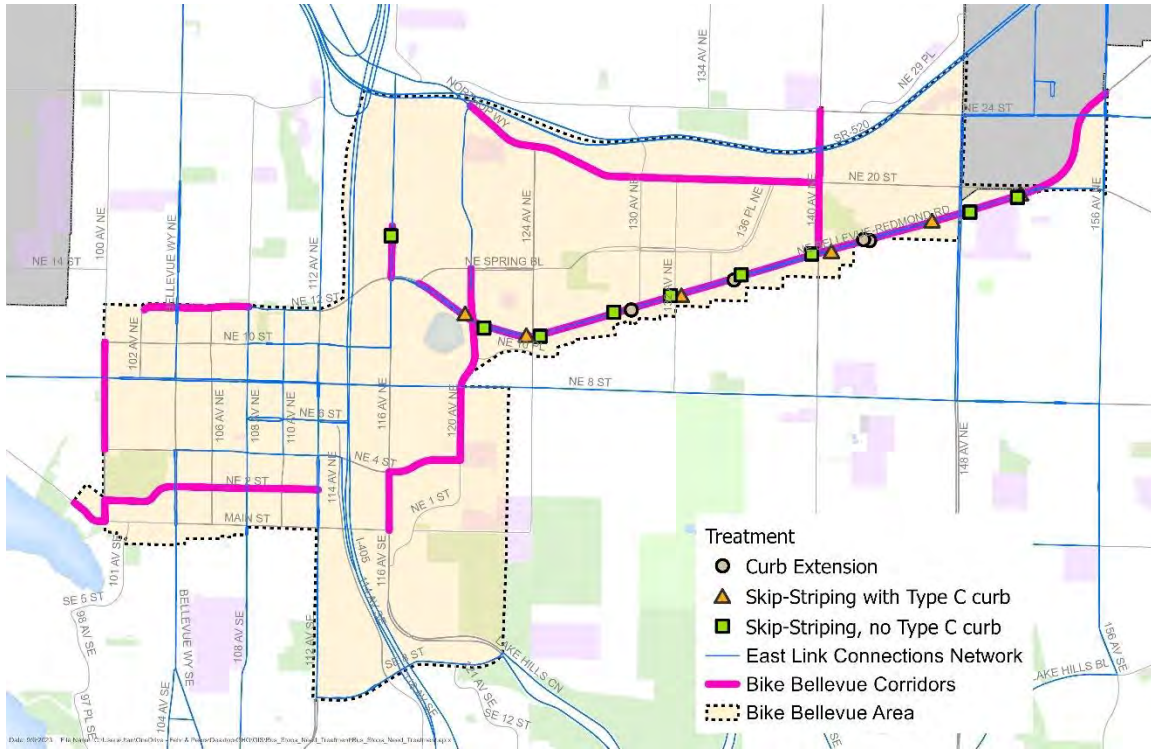 134 AV NE
NE 29 PL
NORTHUP WY
NE 24 ST
SR-520
NE 20 ST
100 AV NE
BELLEVUE WY NE
112 AV NE
124 AV NE
130 AV NE
136 PL NE
140 AV NE
156 AV NE
NE BELLEVUE-REDMOND RD
NE 14 ST
NE SPRING BL
NE 12 ST
102 AV NE
NE 10 ST
NE 10 PL
NE 8 ST
106 AV NE
108 AV NE
110 AV NE
NE 6 ST
116 AV NE
120 AV NE
148 AV NE
NE 4 ST
114 AV NE
NE 2 ST
NE 1 ST
MAIN ST
101 AV SE
I-405
116 AV SE
SE 5 ST
98 AV SE
BELLEVUE WY SE
108 AV SE
112 AV SE
114 AV SE
SE 8 ST
LAKE HILLS CN
97 PL SE
104 AV SE
SE 12 ST
156 AV SE
LAKE HILLS BL
Treatment
Curb Extension
Skip-Striping with Type C curb
Skip-Striping, no Type C curb
East Link Connections Network
Bike Bellevue Corridors
Bike Bellevue Area